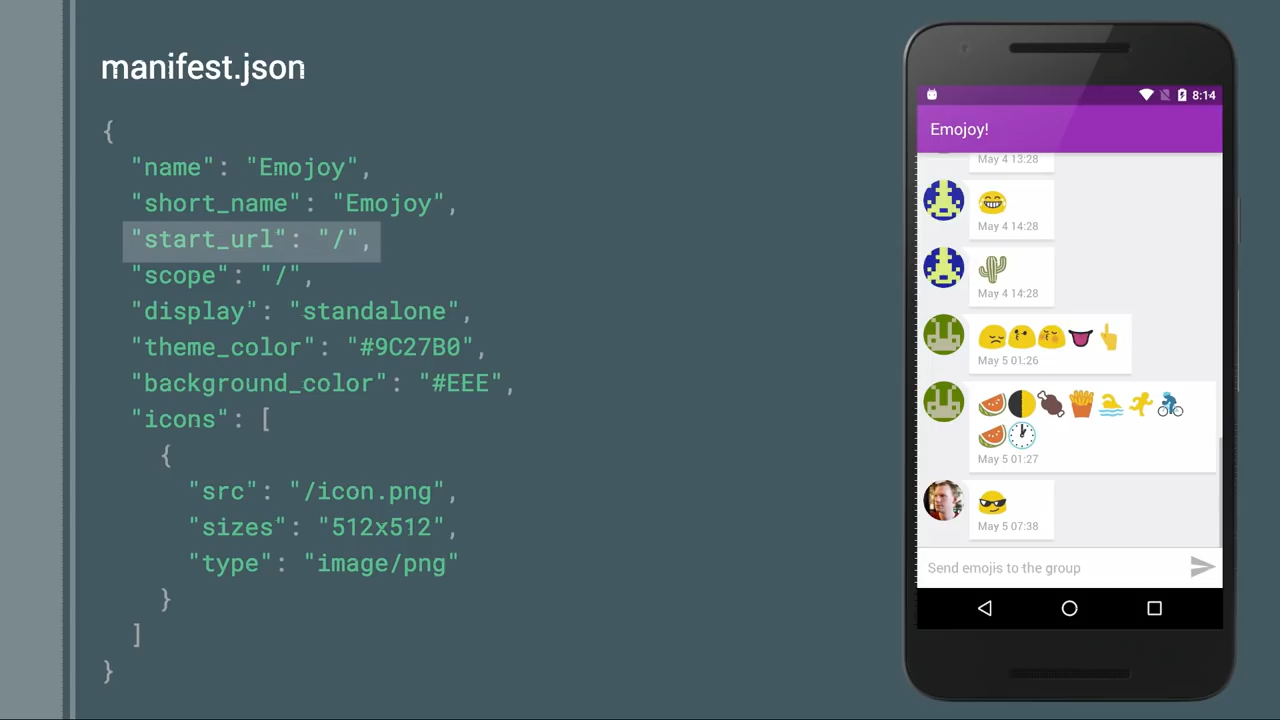 manifest.json
{
"name": "Emojoy",
"short_name": "Emojoy",
"start_url": "/",
"scope": "/",
"display": "standalone",
"theme_color": "#9C27B0",
"background_color": "#EEE",
"icons": [
{
"src": "/icon.png",
"sizes": "512x512",
"type": "image/png"
}
]
}
8:14
Emojoy!
May 4 13:28
May 4 14:28
May 4 14:28
May 5 01:26
May 5 01:27
May 5 07:38
Send emojis to the group